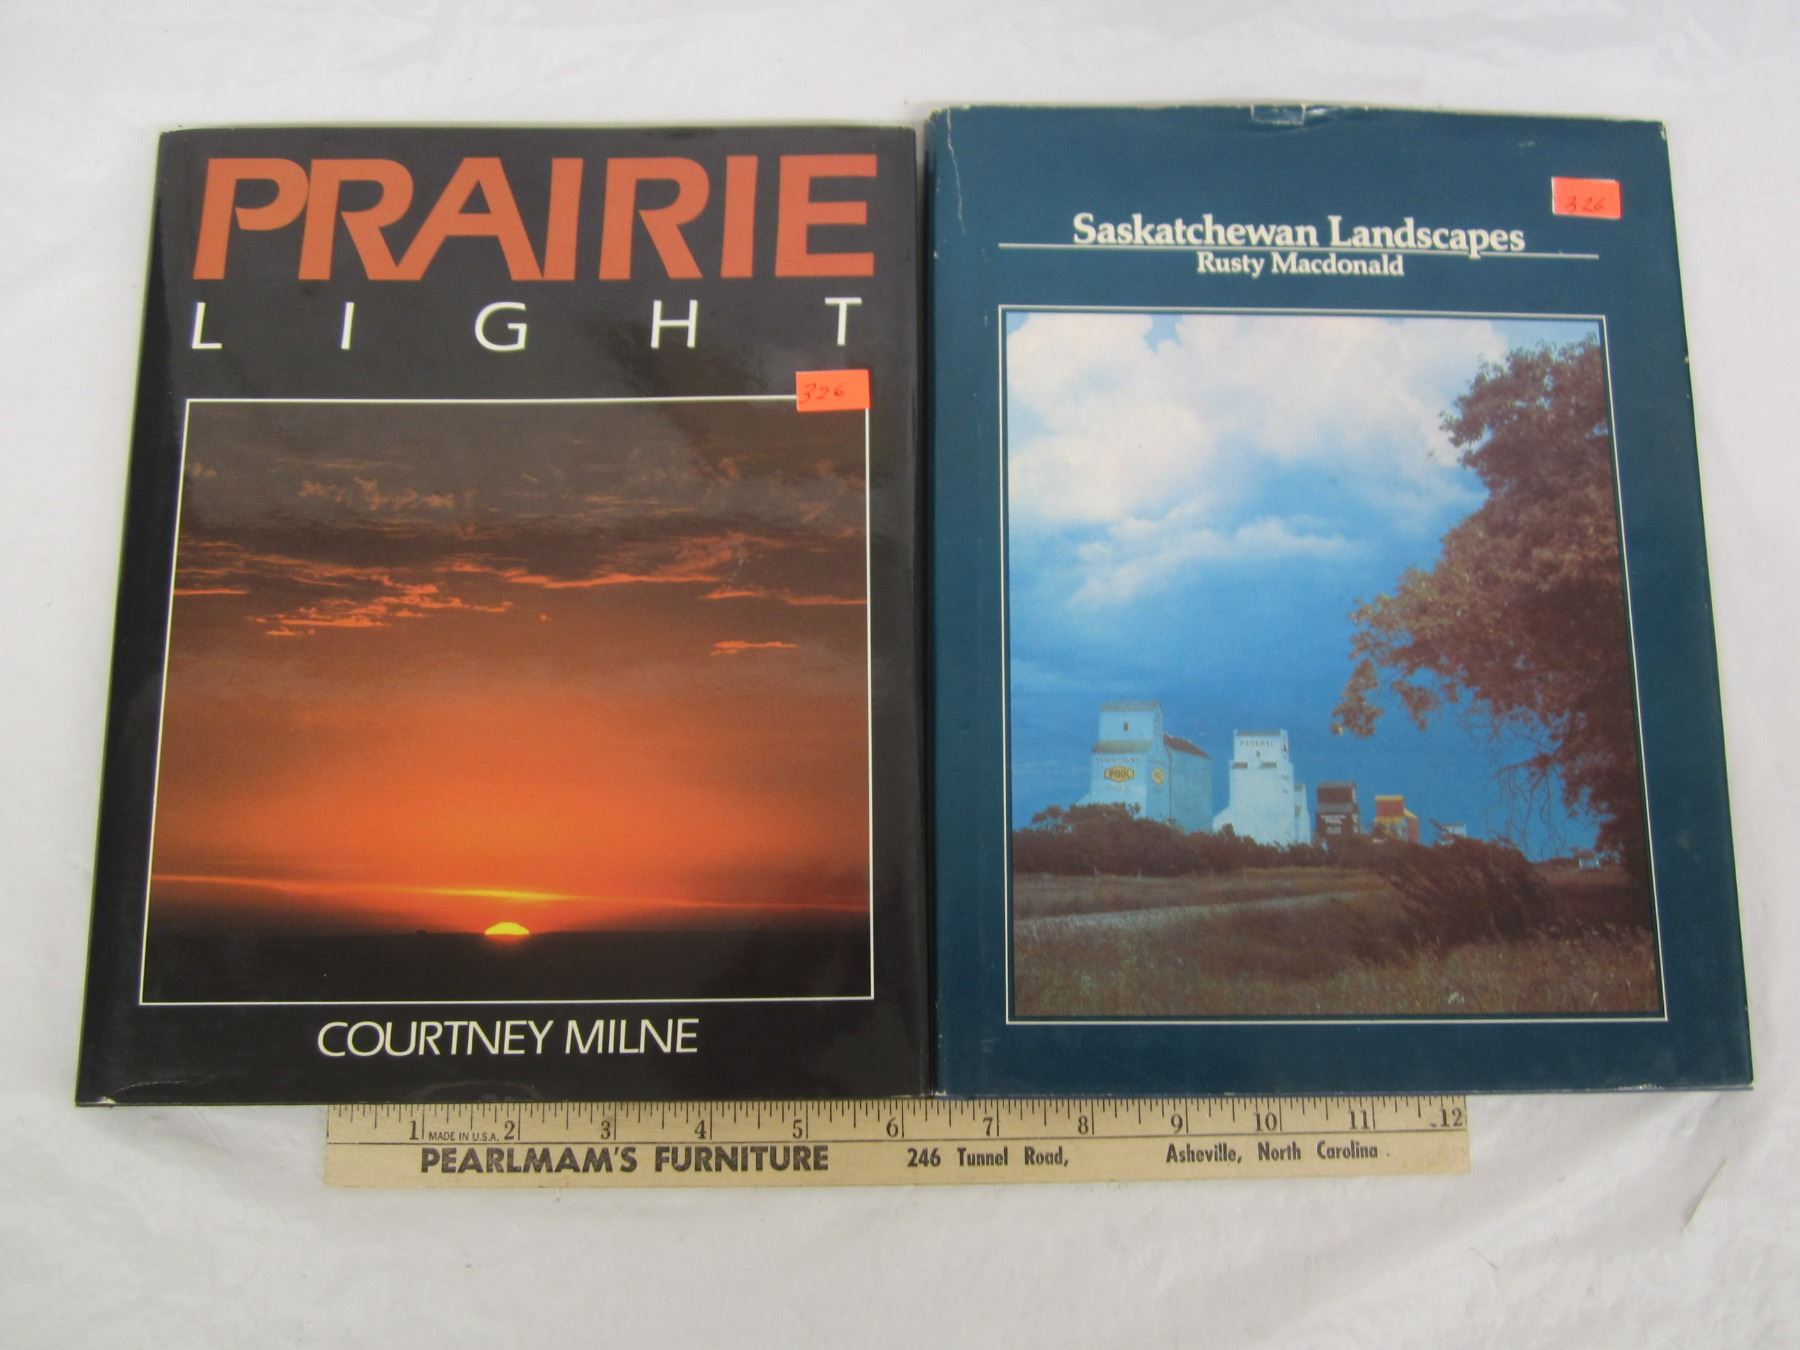 PRAIRIE
LIGHT
326
COURTNEY MILNE
326
Saskatchewan Landscapes
Rusty Macdonald
POOL
FEDERAL
1 MADE IN U.S.A. 2 3 4 5 6 7 8 9 10 11 12
PEARLMAM'S FURNITURE 246 Tunnel Road, Asheville, North Carolina